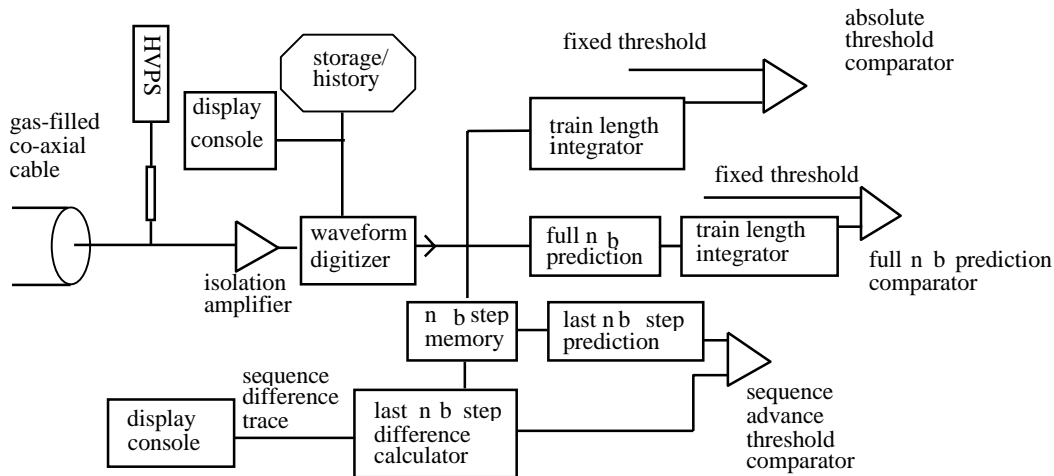 HVPS
storage/
history
display
console
gas-filled
co-axial
cable
fixed threshold
absolute
threshold
comparator
train length
integrator
fixed threshold
waveform
digitizer
isolation
amplifier
full n b
prediction
train length
integrator
full n b prediction
comparator
n b step
memory
last n b step
prediction
sequence
difference
trace
display
console
last n b step
difference
calculator
sequence
advance
threshold
comparator